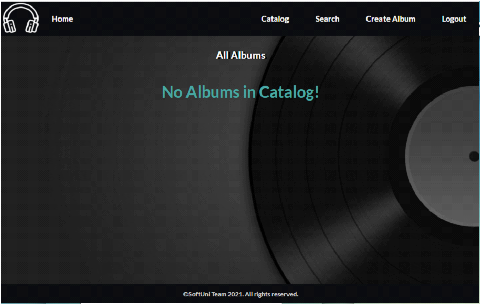 Home Catalog Search Create Album Logout
All Albums
No Albums in Catalog!
©SoftUni Team 2021. All rights reserved.